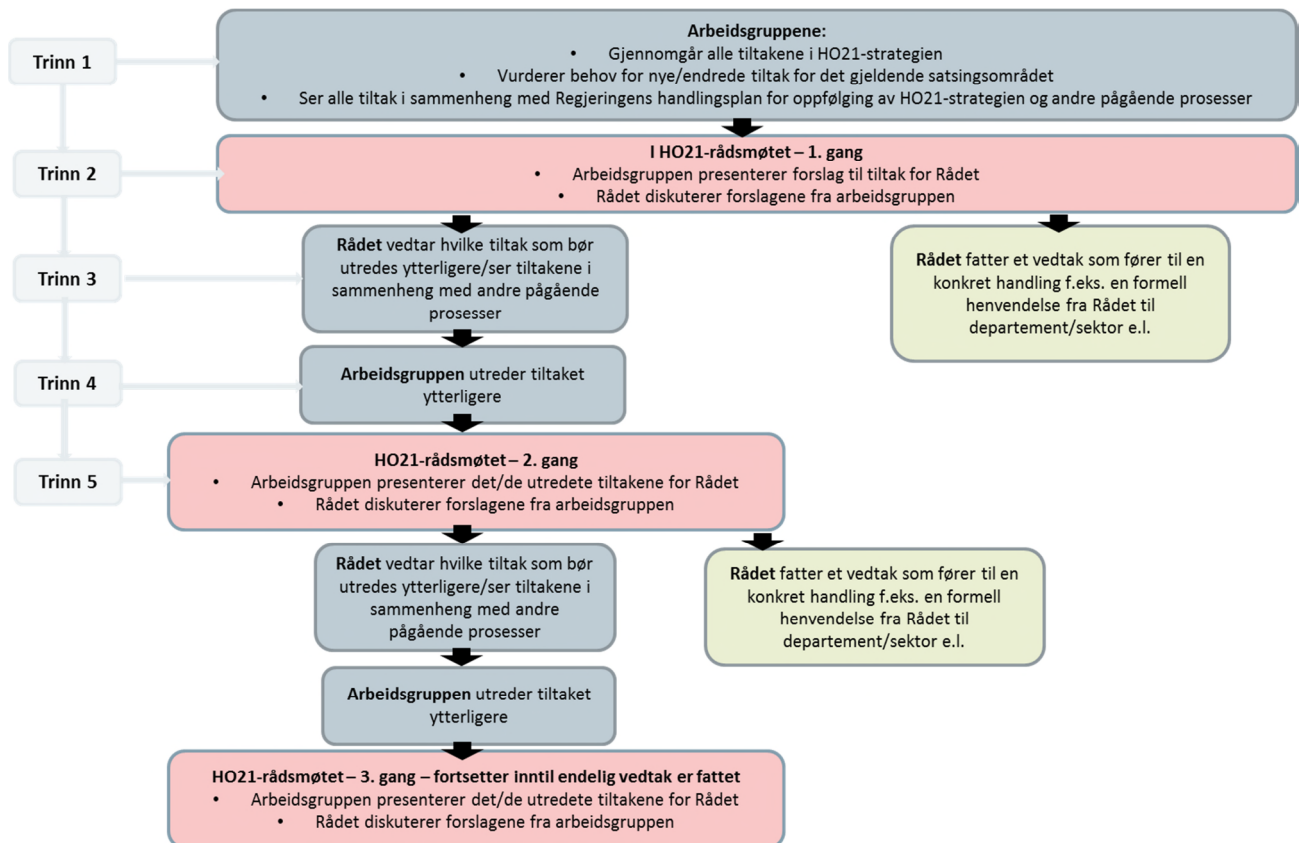 Trinn 1
Arbeidsgruppene:
• Gjennomgår alle tiltakene i HO21-strategien
• Vurderer behov for nye/endrede tiltak for det gjeldende satsingsområdet
• Ser alle tiltak i sammenheng med Regjeringens handlingsplan for oppfølging av HO21-strategien og andre pågående prosesser
Trinn 2
I HO21-rådsmøtet – 1. gang
• Arbeidsgruppen presenterer forslag til tiltak for Rådet
• Rådet diskuterer forslagene fra arbeidsgruppen
Trinn 3
Rådet vedtar hvilke tiltak som bør
utredes ytterligere/ser tiltakene i
sammenheng med andre pågående
prosesser
Rådet fatter et vedtak som fører til en
konkret handling f.eks. en formell
henvendelse fra Rådet til
departement/sektor e.l.
Trinn 4
Arbeidsgruppen utreder tiltaket
ytterligere
Trinn 5
HO21-rådsmøtet – 2. gang
• Arbeidsgruppen presenterer det/de utredete tiltakene for Rådet
• Rådet diskuterer forslagene fra arbeidsgruppen
Rådet vedtar hvilke tiltak som bør
utredes ytterligere/ser tiltakene i
sammenheng med andre
pågående prosesser
Rådet fatter et vedtak som fører til en
konkret handling f.eks. en formell
henvendelse fra Rådet til
departement/sektor e.l.
Arbeidsgruppen utreder tiltaket
ytterligere
HO21-rådsmøtet – 3. gang – fortsetter inntil endelig vedtak er fattet
• Arbeidsgruppen presenterer det/de utredete tiltakene for Rådet
• Rådet diskuterer forslagene fra arbeidsgruppen